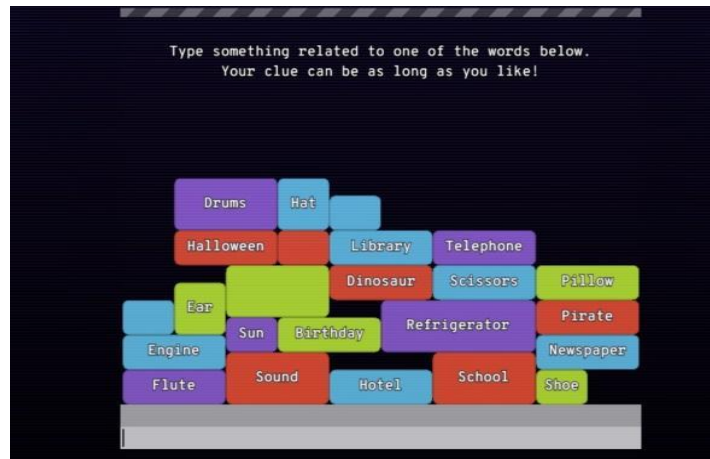 Type something related to one of the words below.
Your clue can be as long as you like!
Drums Hat
Halloween Library Telephone
Dinosaur Scissors Pillow
Ear
Sun Birthday Refrigerator Pirate
Engine Newspaper
Flute Sound Hotel School Shoe